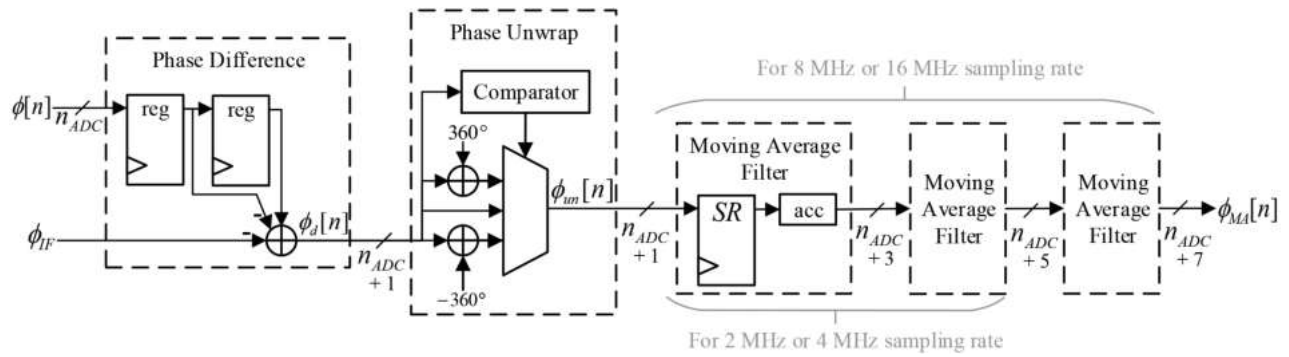 Phase Difference
ϕ[n]
n_ADC
reg
reg
-
-
ϕ_IF
ϕ_d[n]
n_ADC
+1
Phase Unwrap
Comparator
360°
−360°
ϕ_un[n]
n_ADC
+1
For 8 MHz or 16 MHz sampling rate
Moving Average
Filter
SR
acc
n_ADC
+3
Moving
Average
Filter
n_ADC
+5
Moving
Average
Filter
n_ADC
+7
ϕ_MA[n]
For 2 MHz or 4 MHz sampling rate